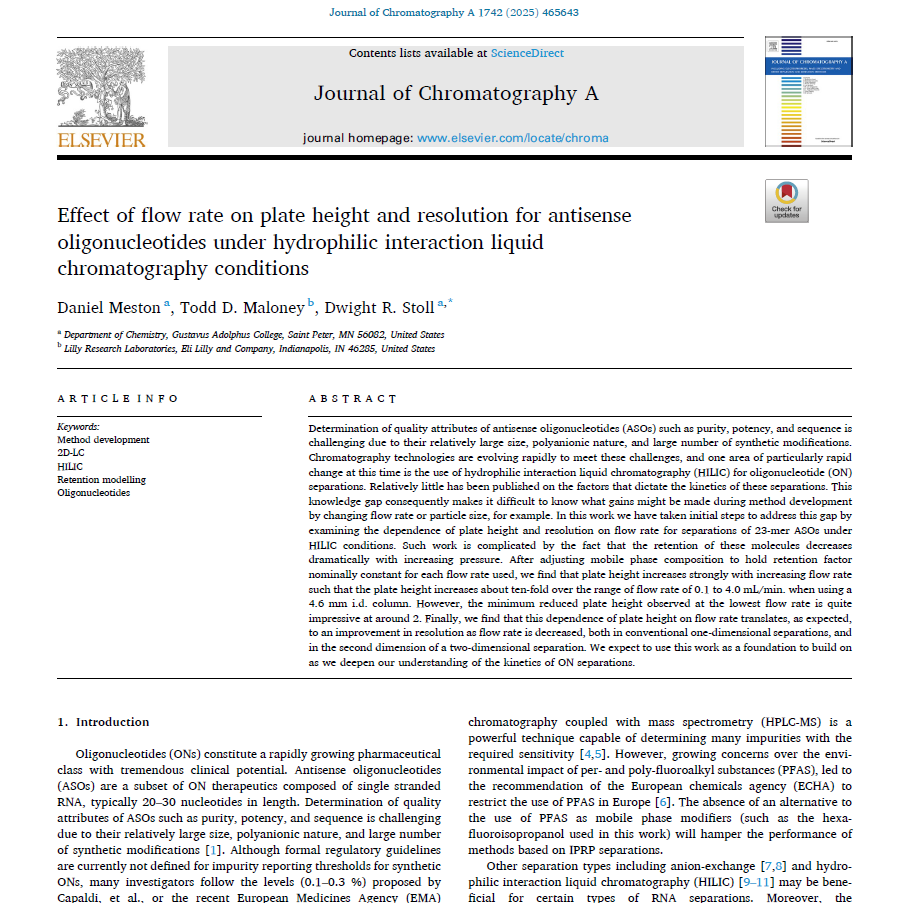 Journal of Chromatography A 1742 (2025) 465643
Contents lists available at ScienceDirect
Journal of Chromatography A
journal homepage: www.elsevier.com/locate/chroma
ELSEVIER
JOURNAL OF CHROMATOGRAPHY A
Check for
updates
Effect of flow rate on plate height and resolution for antisense
oligonucleotides under hydrophilic interaction liquid
chromatography conditions
Daniel Meston a, Todd D. Maloney b, Dwight R. Stoll a,*
a Department of Chemistry, Gustavus Adolphus College, Saint Peter, MN 56082, United States
b Lilly Research Laboratories, Eli Lilly and Company, Indianapolis, IN 46285, United States
A R T I C L E I N F O
Keywords:
Method development
2D-LC
HILIC
Retention modelling
Oligonucleotides
A B S T R A C T
Determination of quality attributes of antisense oligonucleotides (ASOs) such as purity, potency, and sequence is
challenging due to their relatively large size, polyanionic nature, and large number of synthetic modifications.
Chromatography technologies are evolving rapidly to meet these challenges, and one area of particularly rapid
change at this time is the use of hydrophilic interaction liquid chromatography (HILIC) for oligonucleotide (ON)
separations. Relatively little has been published on the factors that dictate the kinetics of these separations. This
knowledge gap consequently makes it difficult to know what gains might be made during method development
by changing flow rate or particle size, for example. In this work we have taken initial steps to address this gap by
examining the dependence of plate height and resolution on flow rate for separations of 23-mer ASOs under
HILIC conditions. Such work is complicated by the fact that the retention of these molecules decreases
dramatically with increasing pressure. After adjusting mobile phase composition to hold retention factor
nominally constant for each flow rate used, we find that plate height increases strongly with increasing flow rate
such that the plate height increases about ten-fold over the range of flow rate of 0.1 to 4.0 mL/min. when using a
4.6 mm i.d. column. However, the minimum reduced plate height observed at the lowest flow rate is quite
impressive at around 2. Finally, we find that this dependence of plate height on flow rate translates, as expected,
to an improvement in resolution as flow rate is decreased, both in conventional one-dimensional separations, and
in the second dimension of a two-dimensional separation. We expect to use this work as a foundation to build on
as we deepen our understanding of the kinetics of ON separations.
1. Introduction
Oligonucleotides (ONs) constitute a rapidly growing pharmaceutical
class with tremendous clinical potential. Antisense oligonucleotides
(ASOs) are a subset of ON therapeutics composed of single stranded
RNA, typically 20–30 nucleotides in length. Determination of quality
attributes of ASOs such as purity, potency, and sequence is challenging
due to their relatively large size, polyanionic nature, and large number
of synthetic modifications [1]. Although formal regulatory guidelines
are currently not defined for impurity reporting thresholds for synthetic
ONs, many investigators follow the levels (0.1–0.3 %) proposed by
Capaldi, et al., or the recent European Medicines Agency (EMA)
chromatography coupled with mass spectrometry (HPLC-MS) is a
powerful technique capable of determining many impurities with the
required sensitivity [4,5]. However, growing concerns over the envi-
ronmental impact of per- and poly-fluoroalkyl substances (PFAS), led to
the recommendation of the European chemicals agency (ECHA) to
restrict the use of PFAS in Europe [6]. The absence of an alternative to
the use of PFAS as mobile phase modifiers (such as the hexa-
fluoroisopropanol used in this work) will hamper the performance of
methods based on IPRP separations.
Other separation types including anion-exchange [7,8] and hydro-
philic interaction liquid chromatography (HILIC) [9–11] may be bene-
ficial for certain types of RNA separations. Moreover, the